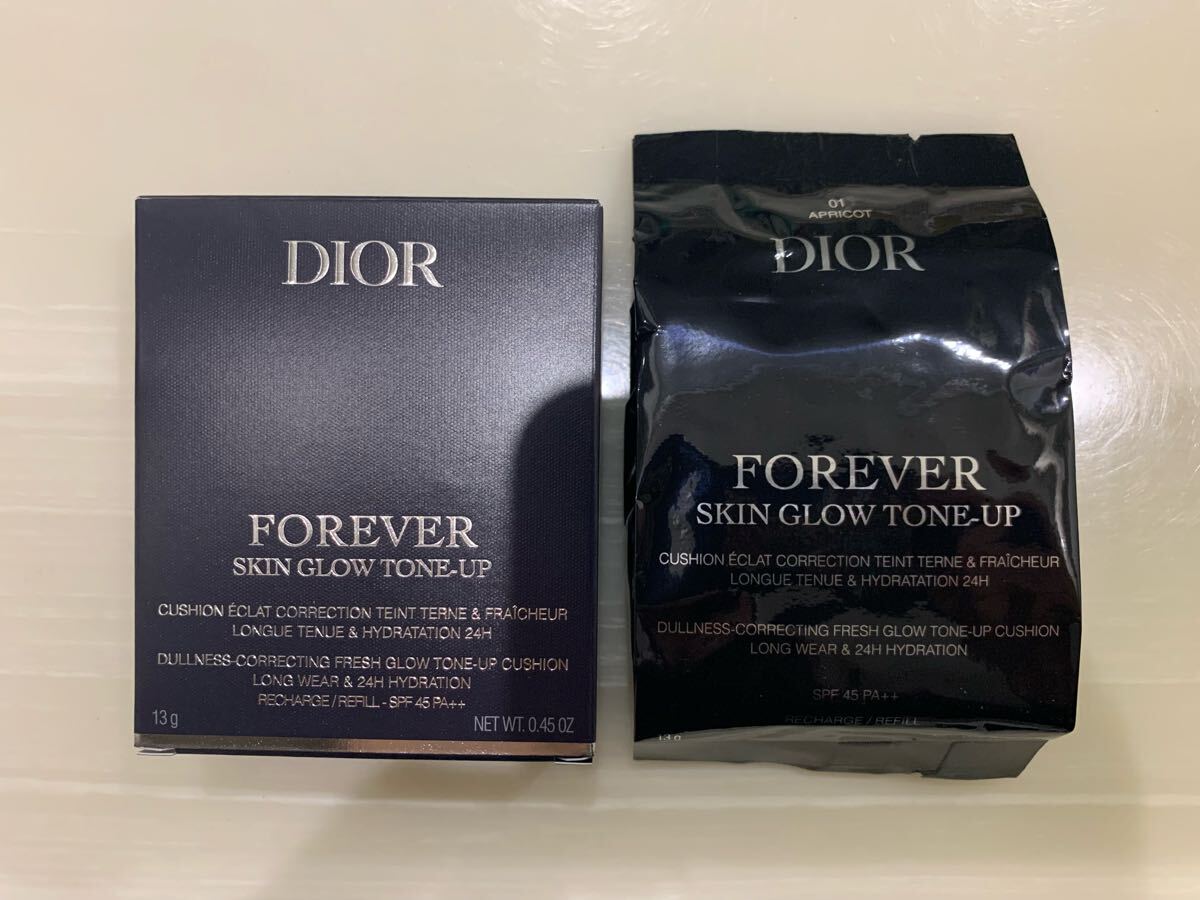 DIOR
FOREVER
SKIN GLOW TONE-UP
CUSHION ÉCLAT CORRECTION TEINT TERNE & FRAÎCHEUR
LONGUE TENUE & HYDRATATION 24H
DULLNESS-CORRECTING FRESH GLOW TONE-UP CUSHION
LONG WEAR & 24H HYDRATION
RECHARGE / REFILL - SPF 45 PA++
13 g
NET WT. 0.45 OZ
01
APRICOT
DIOR
FOREVER
SKIN GLOW TONE-UP
CUSHION ÉCLAT CORRECTION TEINT TERNE & FRAÎCHEUR
LONGUE TENUE & HYDRATATION 24H
DULLNESS-CORRECTING FRESH GLOW TONE-UP CUSHION
LONG WEAR & 24H HYDRATION
SPF 45 PA++
RECHARGE / REFILL
13 g